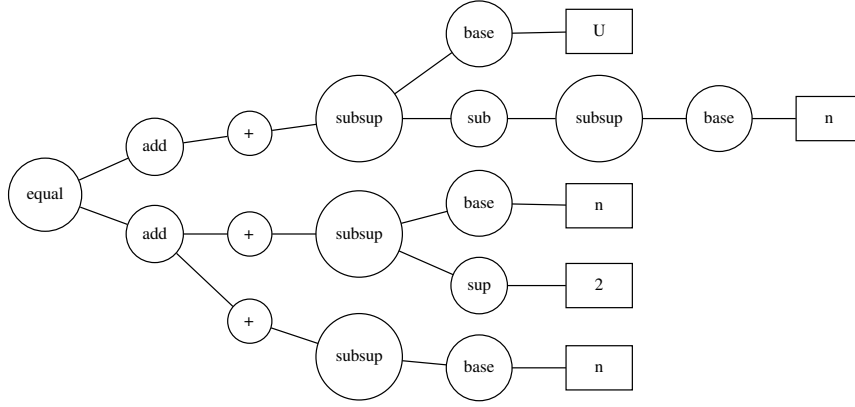 equal
add
+
subsup
base
U
sub
subsup
base
n
add
+
subsup
base
n
sup
2
+
subsup
base
n